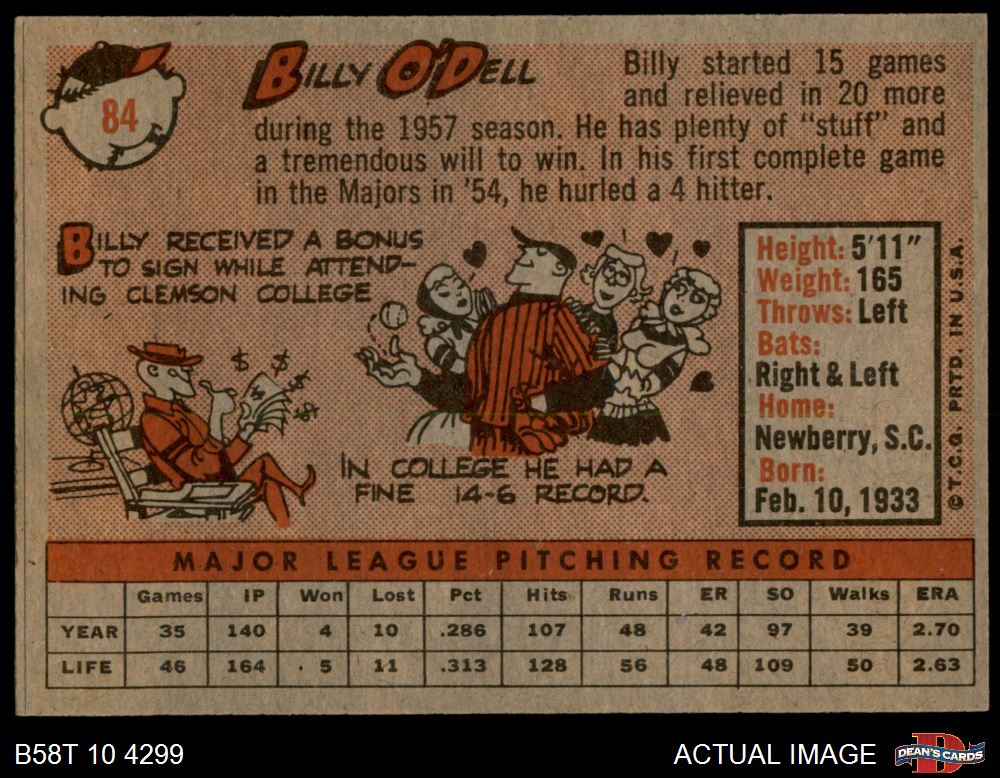 84
BILLY O'DELL
Billy started 15 games
and relieved in 20 more
during the 1957 season. He has plenty of "stuff" and
a tremendous will to win. In his first complete game
in the Majors in '54, he hurled a 4 hitter.
BILLY RECEIVED A BONUS
TO SIGN WHILE ATTEND-
ING CLEMSON COLLEGE
$ $ $ $ $
IN COLLEGE HE HAD A
FINE 14-6 RECORD.
Height: 5'11"
Weight: 165
Throws: Left
Bats:
Right & Left
Home:
Newberry, S.C.
Born:
Feb. 10, 1933
© T.C.G. PRTD. IN U.S.A.
MAJOR LEAGUE PITCHING RECORD
Games IP Won Lost Pct Hits Runs ER SO Walks ERA
YEAR 35 140 4 10 .286 107 48 42 97 39 2.70
LIFE 46 164 5 11 .313 128 56 48 109 50 2.63
B58T 10 4299
ACTUAL IMAGE
DEAN'S CARDS